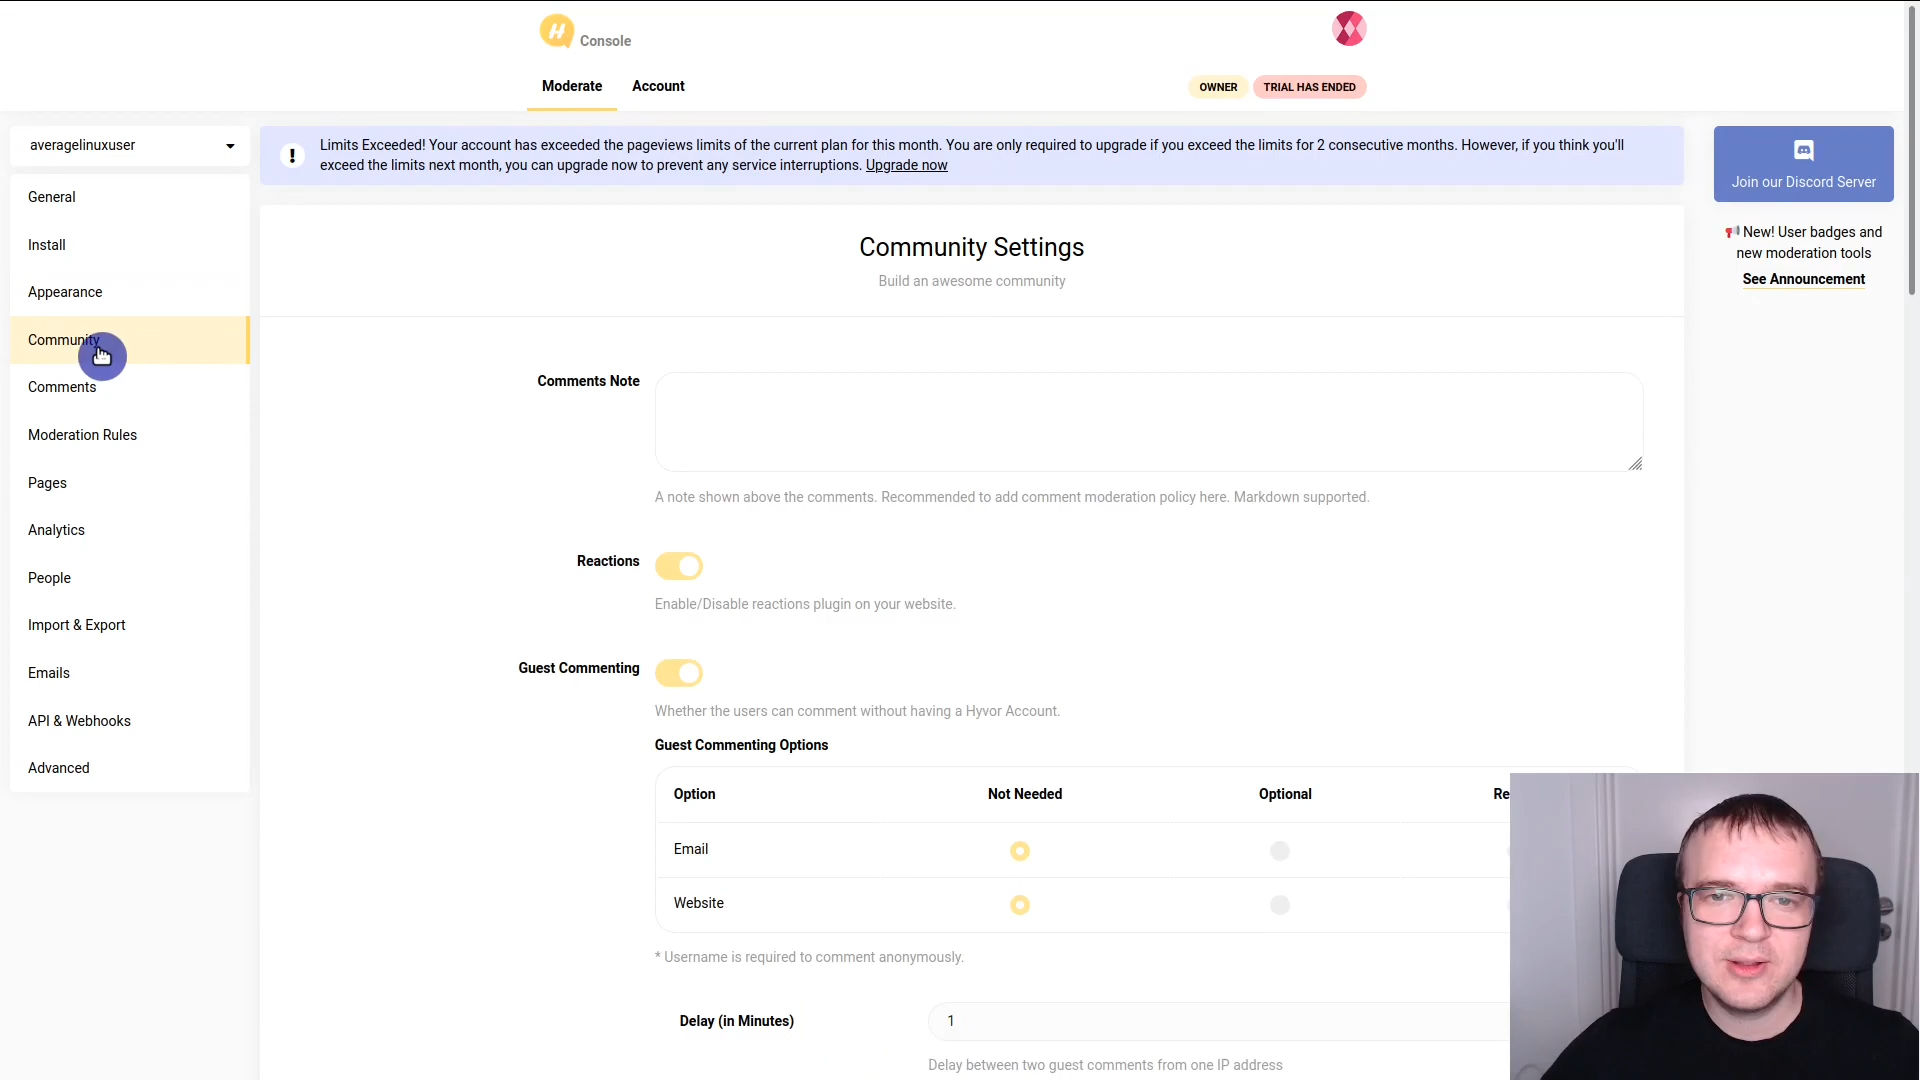 H Console
Moderate Account
OWNER TRIAL HAS ENDED
averagelinuxuser
General
Install
Appearance
Community
Comments
Moderation Rules
Pages
Analytics
People
Import & Export
Emails
API & Webhooks
Advanced
! Limits Exceeded! Your account has exceeded the pageviews limits of the current plan for this month. You are only required to upgrade if you exceed the limits for 2 consecutive months. However, if you think you'll
exceed the limits next month, you can upgrade now to prevent any service interruptions. Upgrade now
Community Settings
Build an awesome community
Comments Note
A note shown above the comments. Recommended to add comment moderation policy here. Markdown supported.
Reactions
Enable/Disable reactions plugin on your website.
Guest Commenting
Whether the users can comment without having a Hyvor Account.
Guest Commenting Options
Option Not Needed Optional Re
Email
Website
* Username is required to comment anonymously.
Delay (in Minutes) 1
Delay between two guest comments from one IP address
Join our Discord Server
New! User badges and
new moderation tools
See Announcement